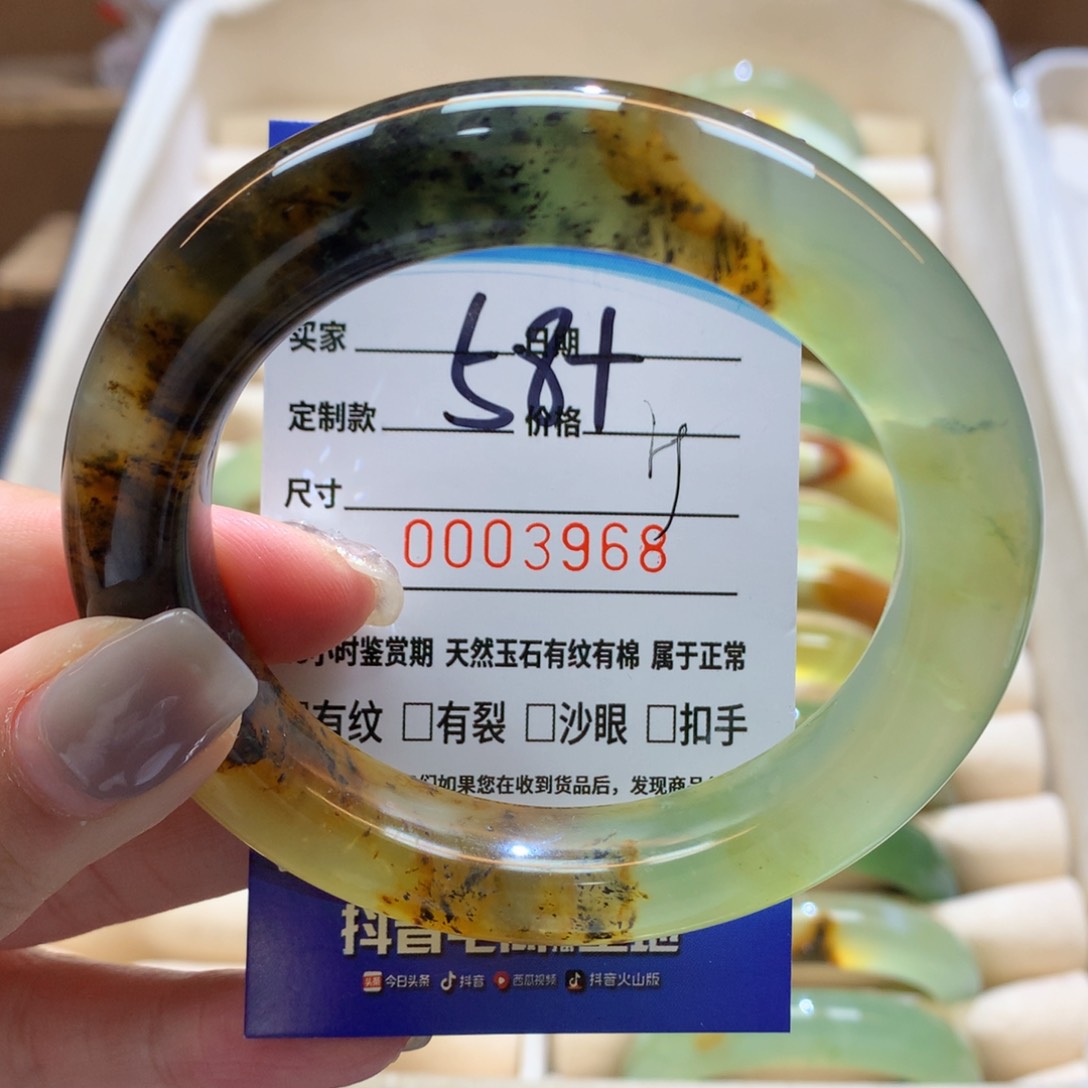 买家 日期
584
定制款 价格
尺寸
0003968
小时鉴赏期 天然玉石有纹有棉 属于正常
有纹 □有裂 □沙眼 □扣手
们如果您在收到货品后，发现商品
抖音
今日头条 抖音 西瓜视频 抖音火山版